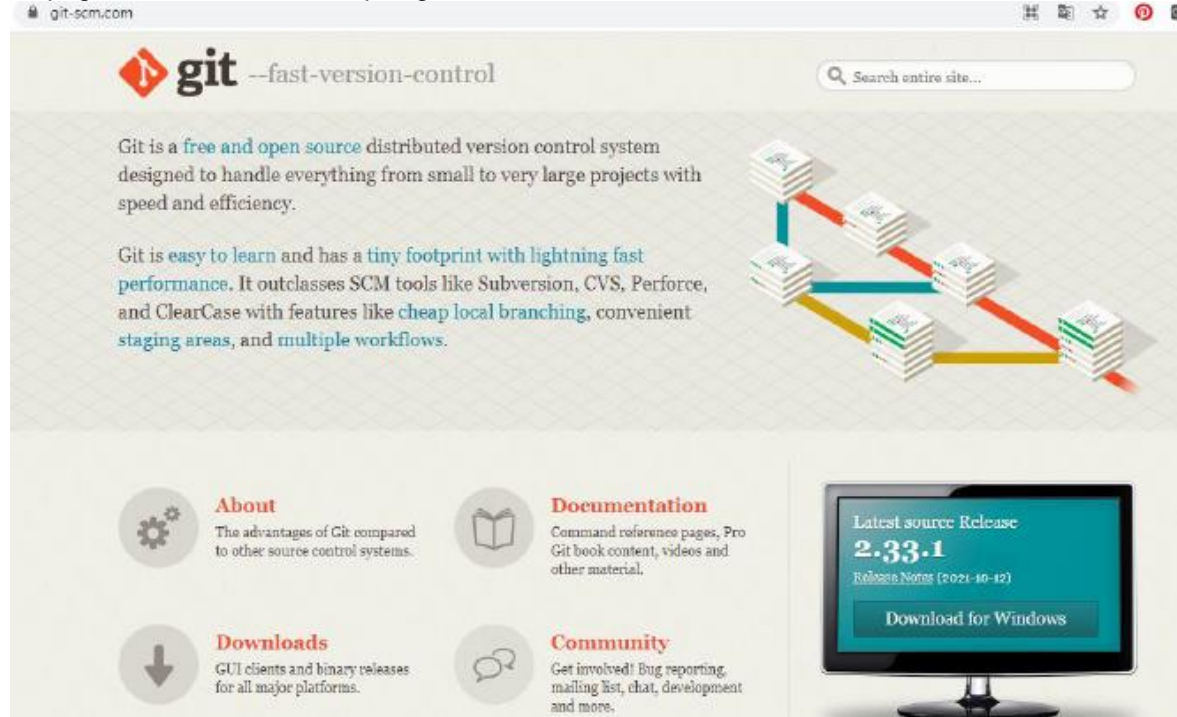 git-scm.com
git --fast-version-control
Search entire site...
Git is a free and open source distributed version control system
designed to handle everything from small to very large projects with
speed and efficiency.
Git is easy to learn and has a tiny footprint with lightning fast
performance. It outclasses SCM tools like Subversion, CVS, Perforce,
and ClearCase with features like cheap local branching, convenient
staging areas, and multiple workflows.
About
The advantages of Git compared
to other source control systems.
Documentation
Command reference pages, Pro
Git book content, videos and
other material.
Downloads
GUI clients and binary releases
for all major platforms.
Community
Get involved! Bug reporting,
mailing list, chat, development
and more.
Latest source Release
2.33.1
Release Notes (2021-10-12)
Download for Windows